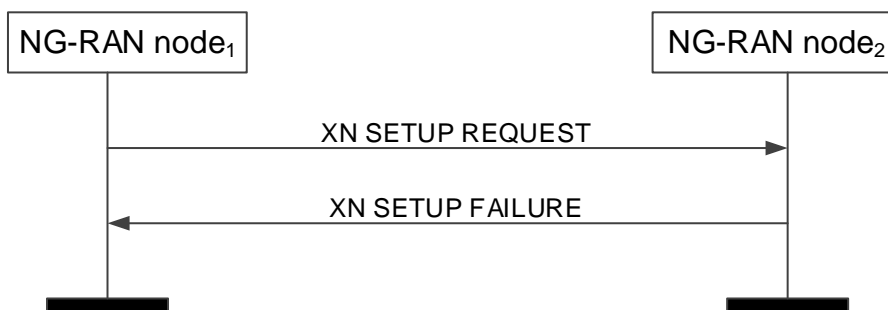 NG-RAN node₁
NG-RAN node₂
XN SETUP REQUEST
XN SETUP FAILURE